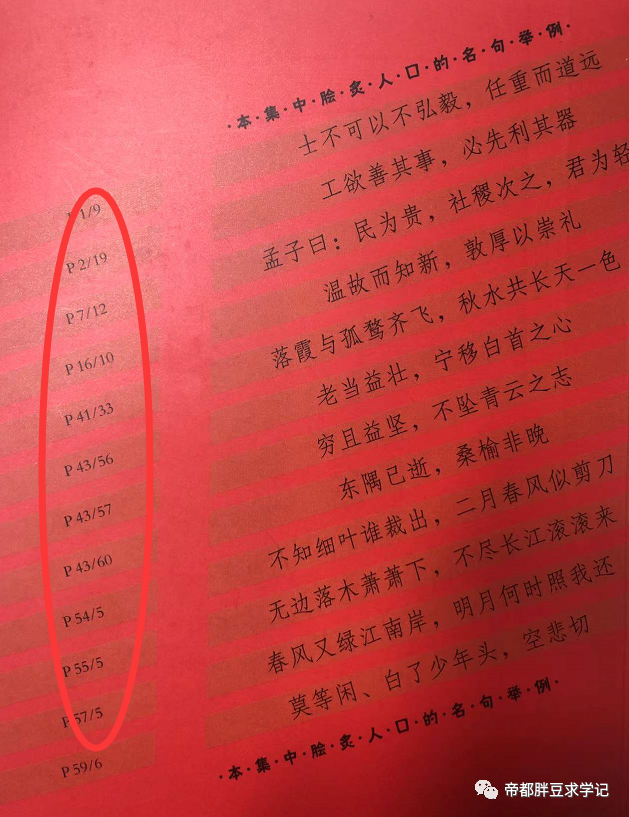 ·本·集·中·脍·炙·人·口·的·名·句·举·例·
士不可以不弘毅，任重而道远
工欲善其事，必先利其器
孟子曰：民为贵，社稷次之，君为轻
温故而知新，敦厚以崇礼
落霞与孤鹜齐飞，秋水共长天一色
老当益壮，宁移白首之心
穷且益坚，不坠青云之志
东隅已逝，桑榆非晚
不知细叶谁裁出，二月春风似剪刀
无边落木萧萧下，不尽长江滚滚来
春风又绿江南岸，明月何时照我还
莫等闲、白了少年头，空悲切
·本·集·中·脍·炙·人·口·的·名·句·举·例·
P 1/9
P 2/19
P 7/12
P 16/10
P 41/33
P 43/56
P 43/57
P 43/60
P 54/5
P 55/5
P 57/5
P 59/6
帝都胖豆求学记